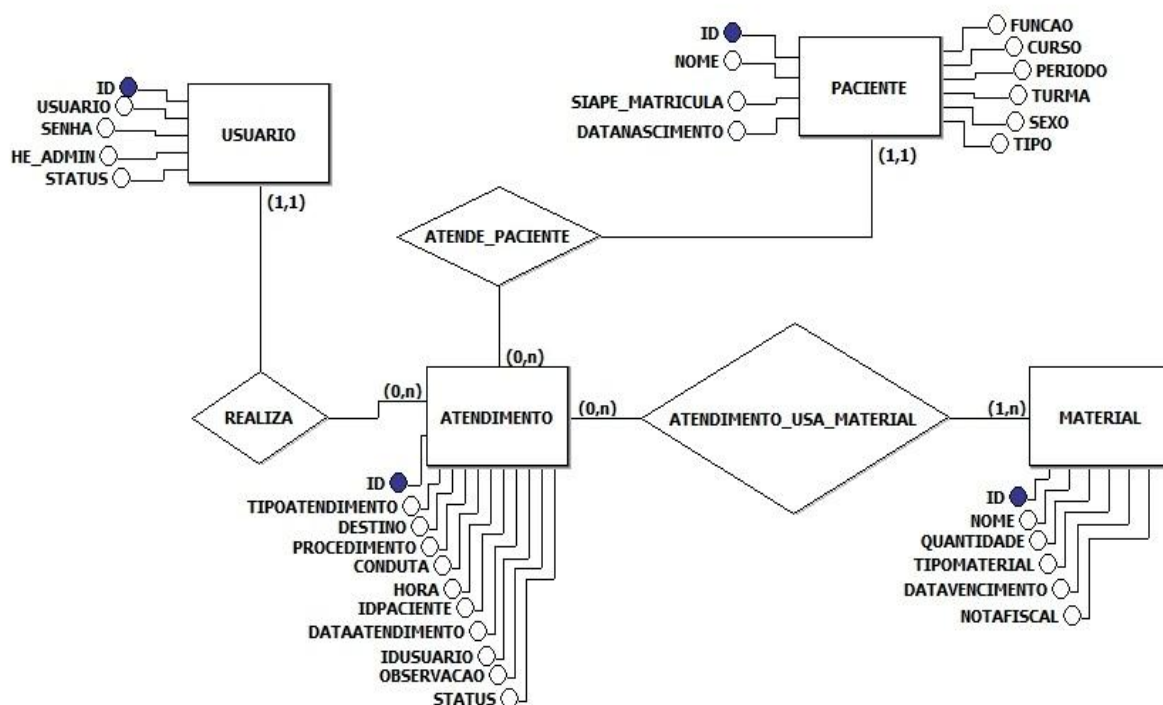 ID
USUARIO
SENHA
HE_ADMIN
STATUS
USUARIO
(1,1)
ID
NOME
SIAPE_MATRICULA
DATANASCIMENTO
PACIENTE
FUNCAO
CURSO
PERIODO
TURMA
SEXO
TIPO
(1,1)
ATENDE_PACIENTE
(0,n)
REALIZA
(0,n)
ATENDIMENTO
(0,n)
ATENDIMENTO_USA_MATERIAL
(1,n)
MATERIAL
ID
TIPOATENDIMENTO
DESTINO
PROCEDIMENTO
CONDUTA
HORA
IDPACIENTE
DATAATENDIMENTO
IDUSUARIO
OBSERVACAO
STATUS
ID
NOME
QUANTIDADE
TIPOMATERIAL
DATAVENCIMENTO
NOTAFISCAL